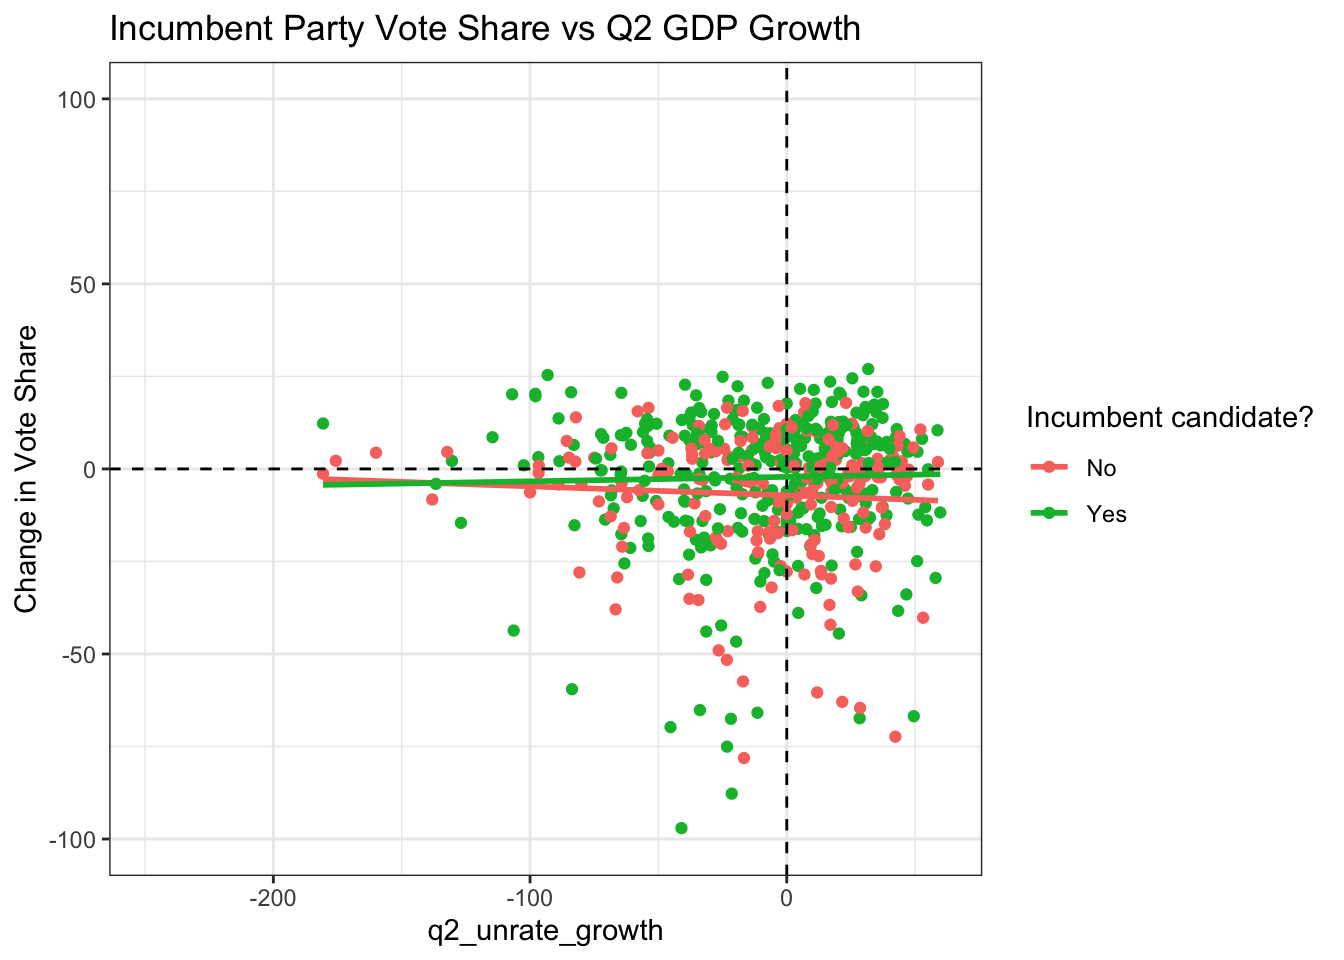 Incumbent Party Vote Share vs Q2 GDP Growth
Change in Vote Share
100
50
0
-50
-100
-200
-100
0
q2_unrate_growth
Incumbent candidate?
No
Yes